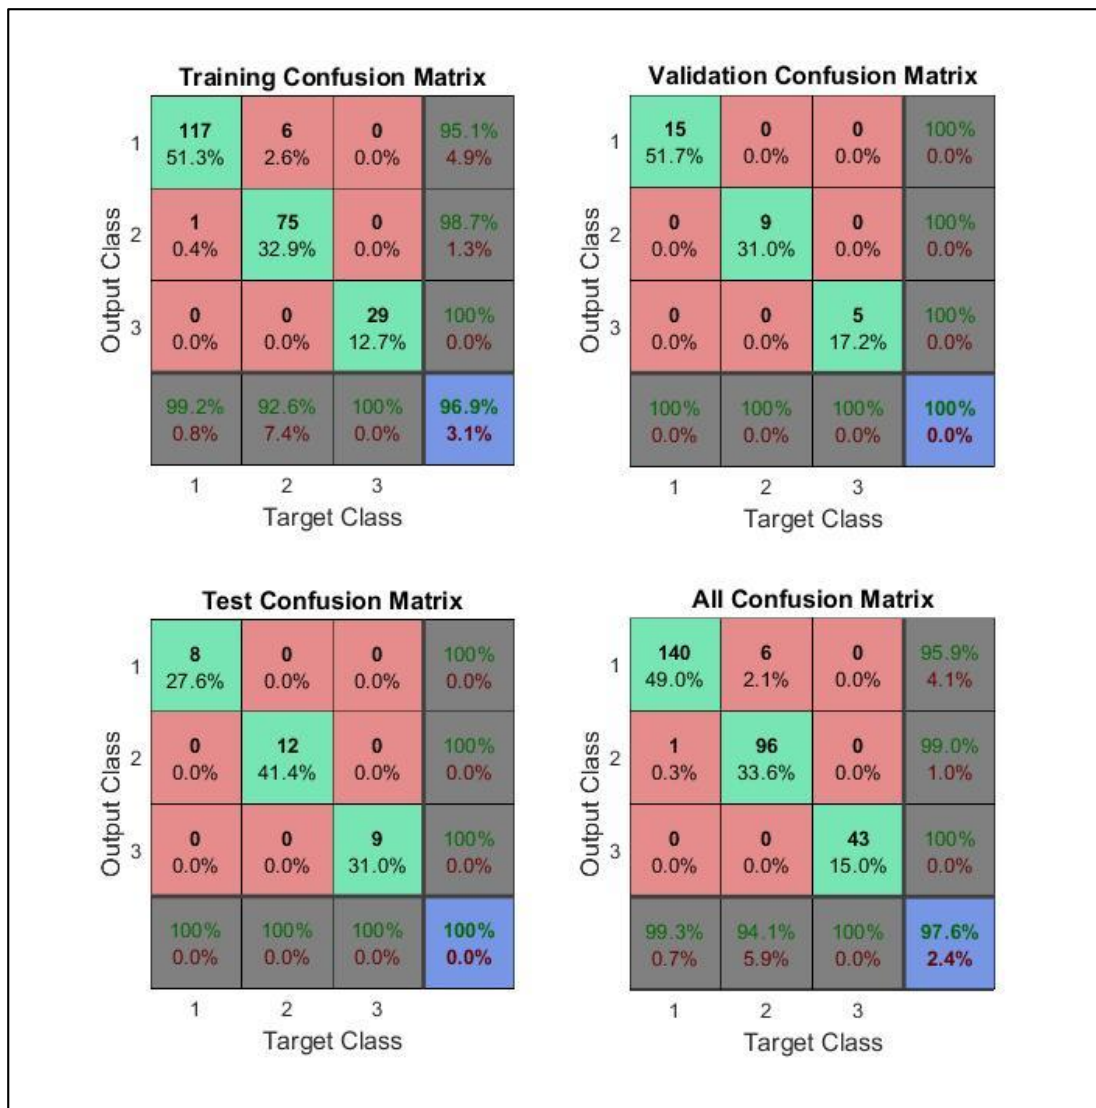 Training Confusion Matrix
Output Class
1
117 6 0 95.1%
51.3% 2.6% 0.0% 4.9%
2
1 75 0 98.7%
0.4% 32.9% 0.0% 1.3%
3
0 0 29 100%
0.0% 0.0% 12.7% 0.0%
99.2% 92.6% 100% 96.9%
0.8% 7.4% 0.0% 3.1%
1 2 3
Target Class
Validation Confusion Matrix
Output Class
1
15 0 0 100%
51.7% 0.0% 0.0% 0.0%
2
0 9 0 100%
0.0% 31.0% 0.0% 0.0%
3
0 0 5 100%
0.0% 0.0% 17.2% 0.0%
100% 100% 100% 100%
0.0% 0.0% 0.0% 0.0%
1 2 3
Target Class
Test Confusion Matrix
Output Class
1
8 0 0 100%
27.6% 0.0% 0.0% 0.0%
2
0 12 0 100%
0.0% 41.4% 0.0% 0.0%
3
0 0 9 100%
0.0% 0.0% 31.0% 0.0%
100% 100% 100% 100%
0.0% 0.0% 0.0% 0.0%
1 2 3
Target Class
All Confusion Matrix
Output Class
1
140 6 0 95.9%
49.0% 2.1% 0.0% 4.1%
2
1 96 0 99.0%
0.3% 33.6% 0.0% 1.0%
3
0 0 43 100%
0.0% 0.0% 15.0% 0.0%
99.3% 94.1% 100% 97.6%
0.7% 5.9% 0.0% 2.4%
1 2 3
Target Class